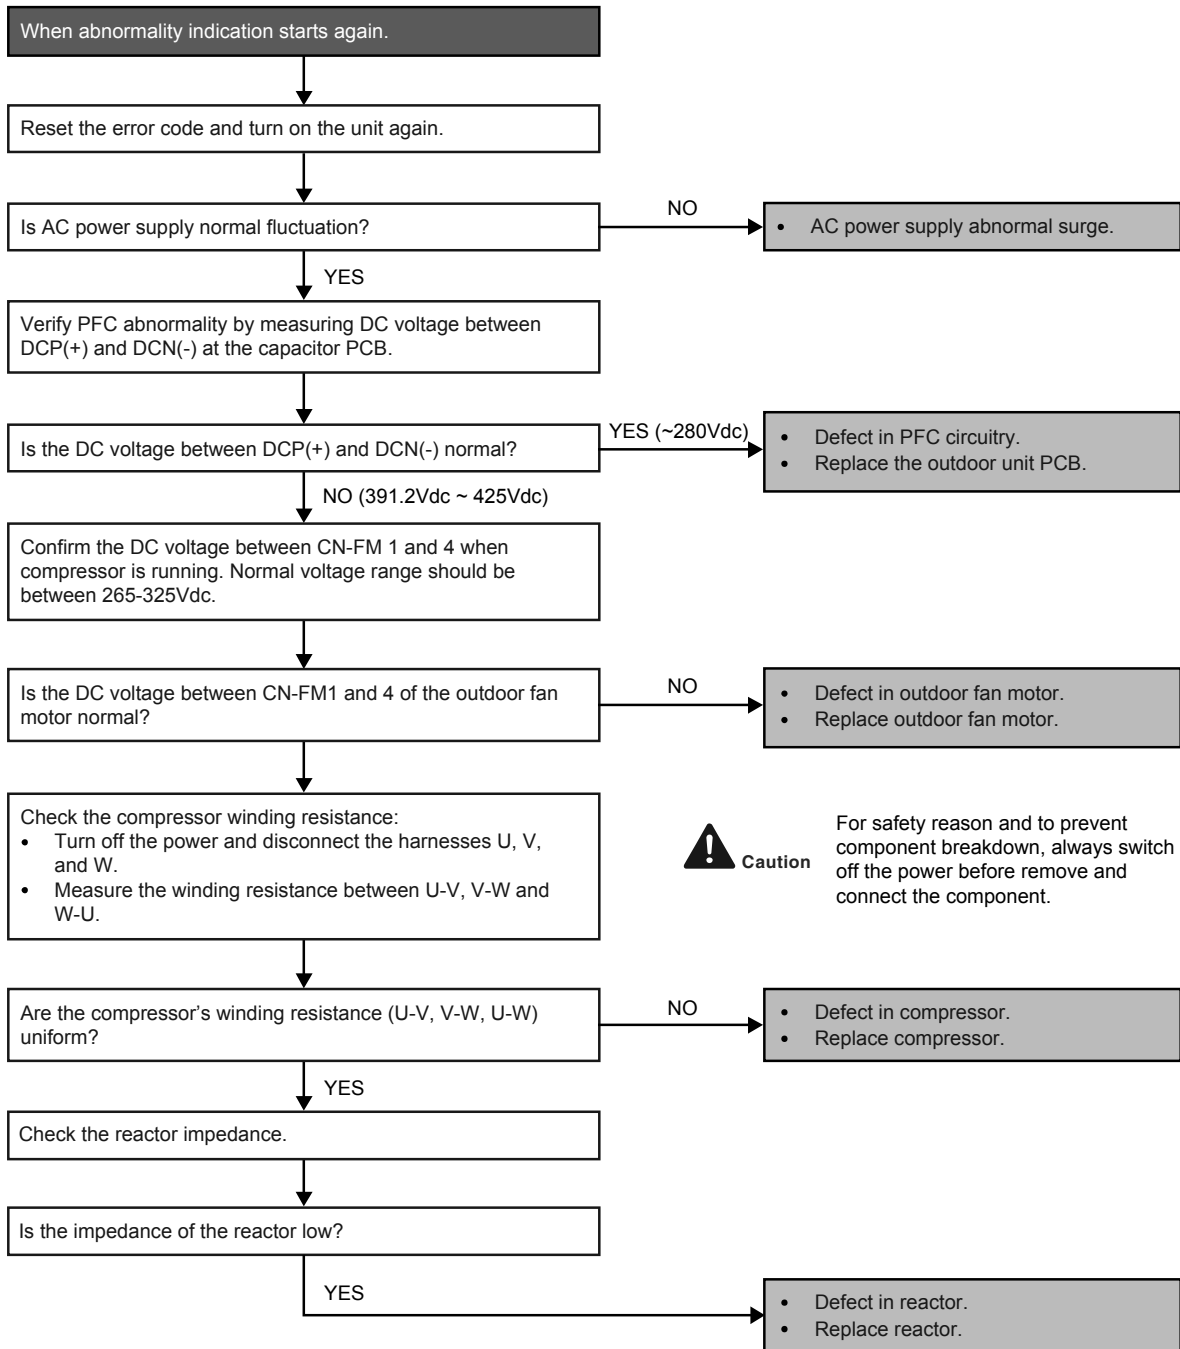 When abnormality indication starts again.
Reset the error code and turn on the unit again.
Is AC power supply normal fluctuation?
NO
• AC power supply abnormal surge.
YES
Verify PFC abnormality by measuring DC voltage between
DCP(+) and DCN(-) at the capacitor PCB.
Is the DC voltage between DCP(+) and DCN(-) normal?
YES (~280Vdc)
• Defect in PFC circuitry.
• Replace the outdoor unit PCB.
NO (391.2Vdc ~ 425Vdc)
Confirm the DC voltage between CN-FM 1 and 4 when
compressor is running. Normal voltage range should be
between 265-325Vdc.
Is the DC voltage between CN-FM1 and 4 of the outdoor fan
motor normal?
NO
• Defect in outdoor fan motor.
• Replace outdoor fan motor.
Check the compressor winding resistance:
• Turn off the power and disconnect the harnesses U, V,
and W.
• Measure the winding resistance between U-V, V-W and
W-U.
Caution
For safety reason and to prevent
component breakdown, always switch
off the power before remove and
connect the component.
Are the compressor’s winding resistance (U-V, V-W, U-W)
uniform?
NO
• Defect in compressor.
• Replace compressor.
YES
Check the reactor impedance.
Is the impedance of the reactor low?
YES
• Defect in reactor.
• Replace reactor.